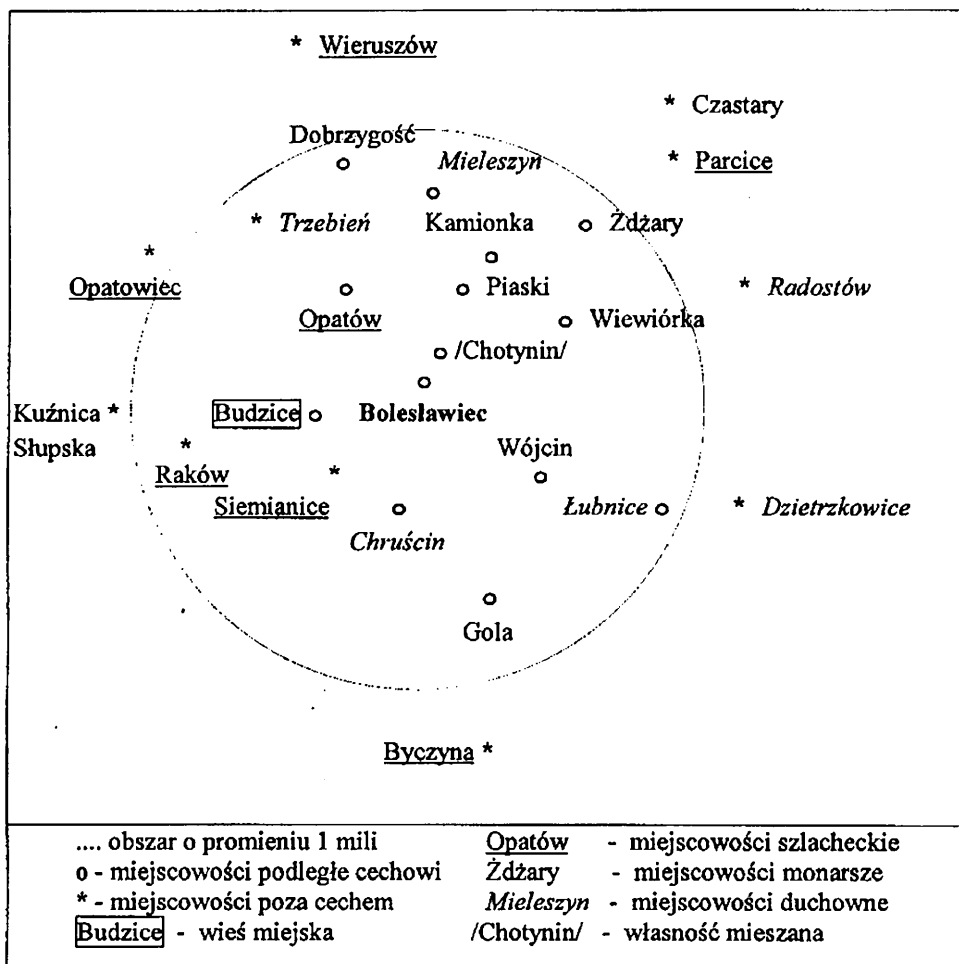 * Wieruszów
* Czastary
Dobrzygość
Mieleszyn
* Parcice
* Trzebień
Kamionka
Żdżary
Opatowiec
Piaski
* Radostów
Opatów
Wiewiórka
/Chotynin/
Kuźnica *
Słupska
Budzice
Bolesławiec
Raków
Wójcin
Siemianice
Łubnice
* Dzietrzkowice
Chruścin
Gola
Byczyna *
.... obszar o promieniu 1 mili
o - miejscowości podległe cechowi
* - miejscowości poza cechem
Budzice - wieś miejska
Opatów - miejscowości szlacheckie
Żdżary - miejscowości monarsze
Mieleszyn - miejscowości duchowne
/Chotynin/ - własność mieszana